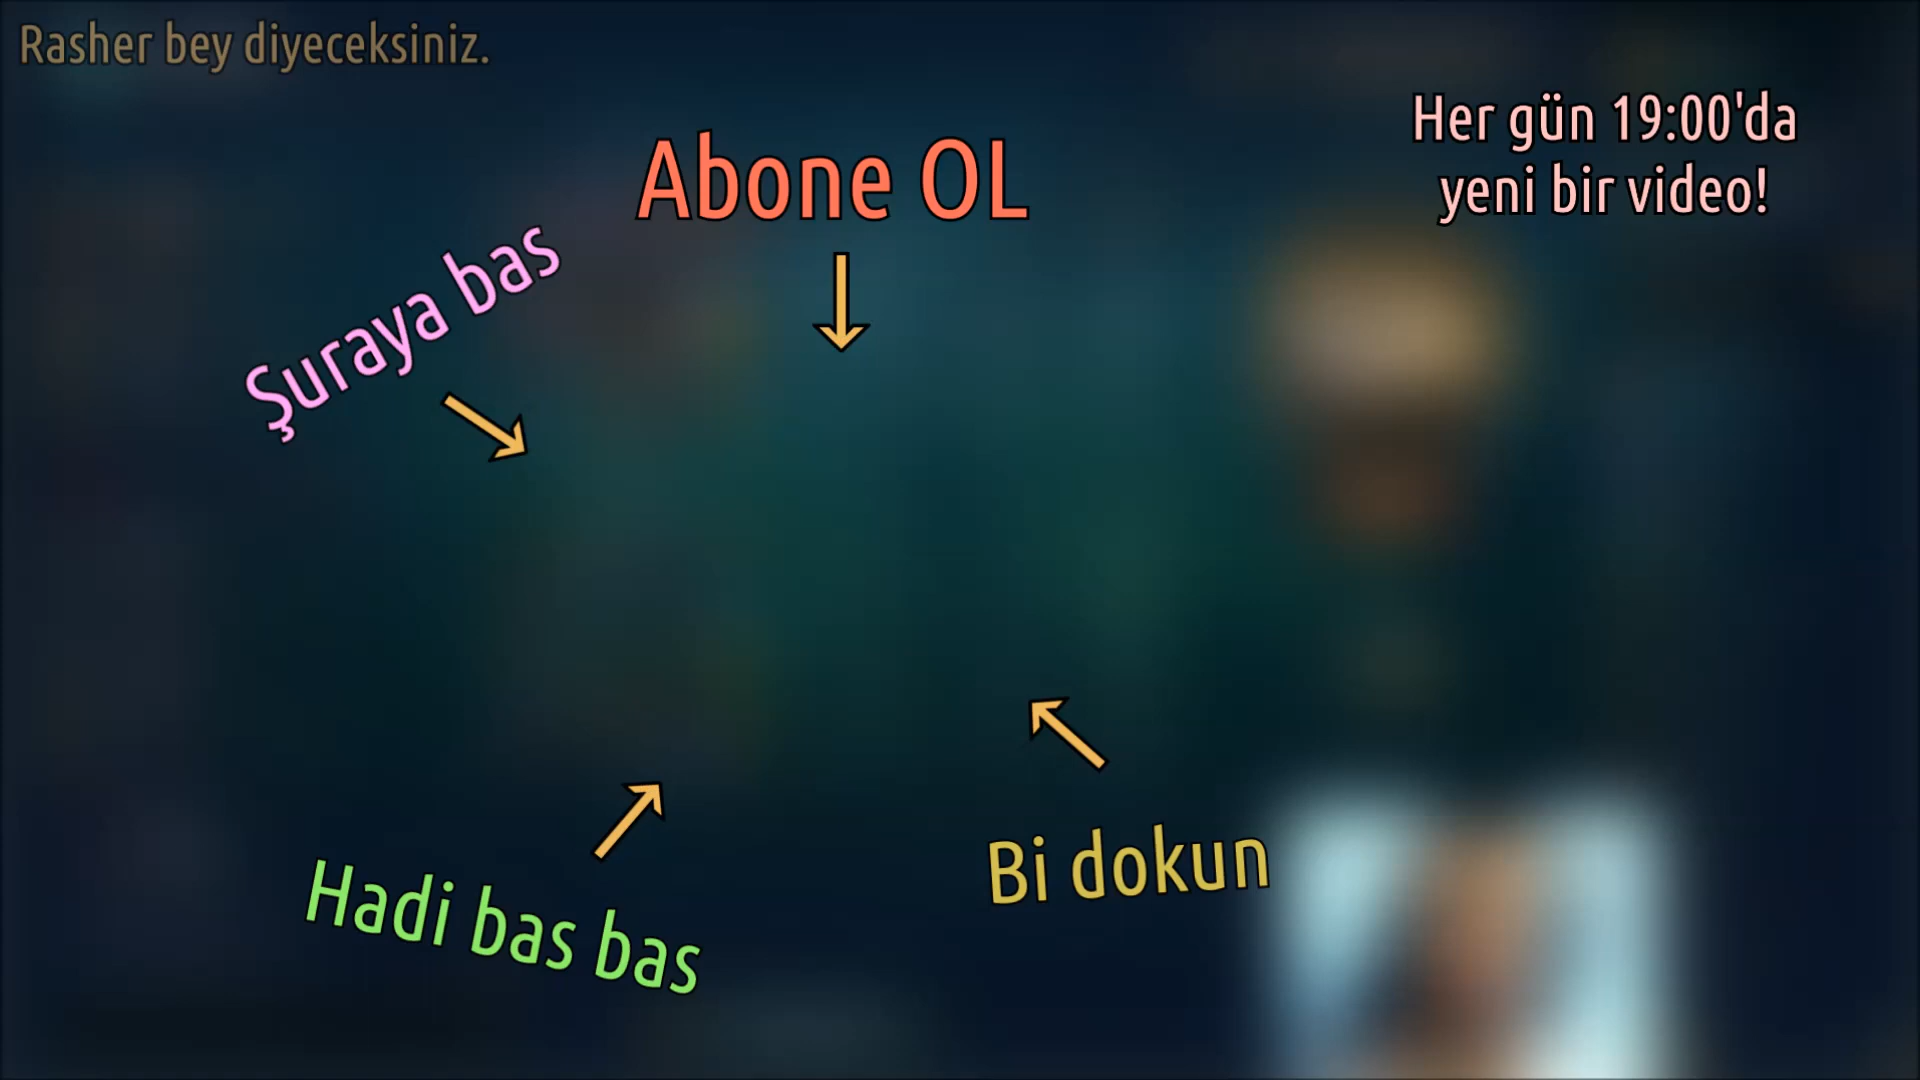 Rasher bey diyeceksiniz.
Her gün 19:00'da
yeni bir video!
Abone OL
Şuraya bas
Bi dokun
Hadi bas bas